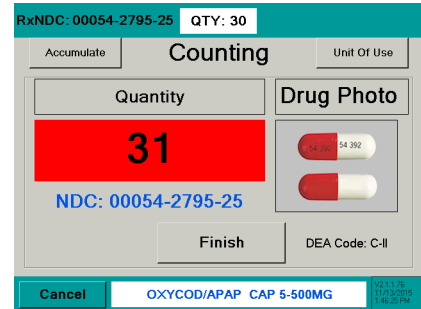 RxNDC: 00054-2795-25 QTY: 30
Accumulate Counting Unit Of Use
Quantity Drug Photo
31
54 392 54 392
NDC: 00054-2795-25
Finish DEA Code: C-II
Cancel OXYCOD/APAP CAP 5-500MG
V2.1.1.76
11/13/2015
1:46:25 PM